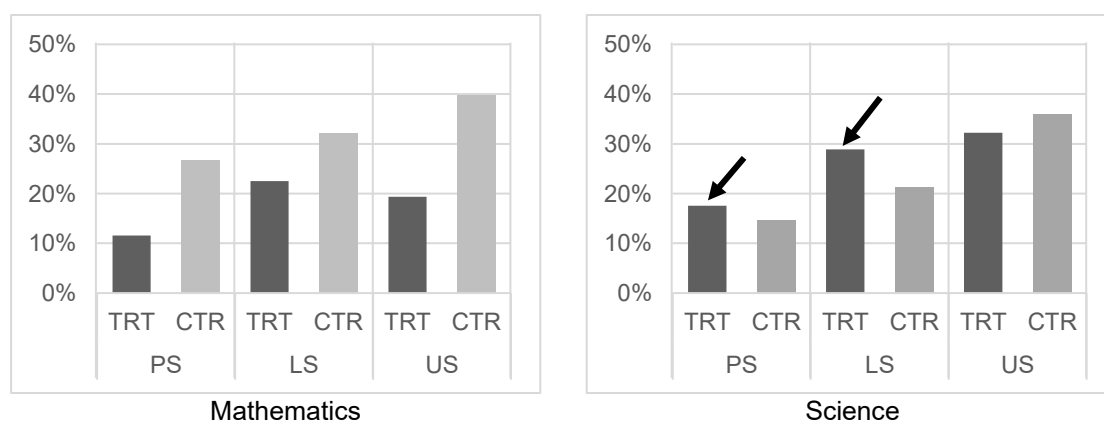 50%
40%
30%
20%
10%
0%
TRT CTR TRT CTR TRT CTR
PS LS US
Mathematics
50%
40%
30%
20%
10%
0%
TRT CTR TRT CTR TRT CTR
PS LS US
Science